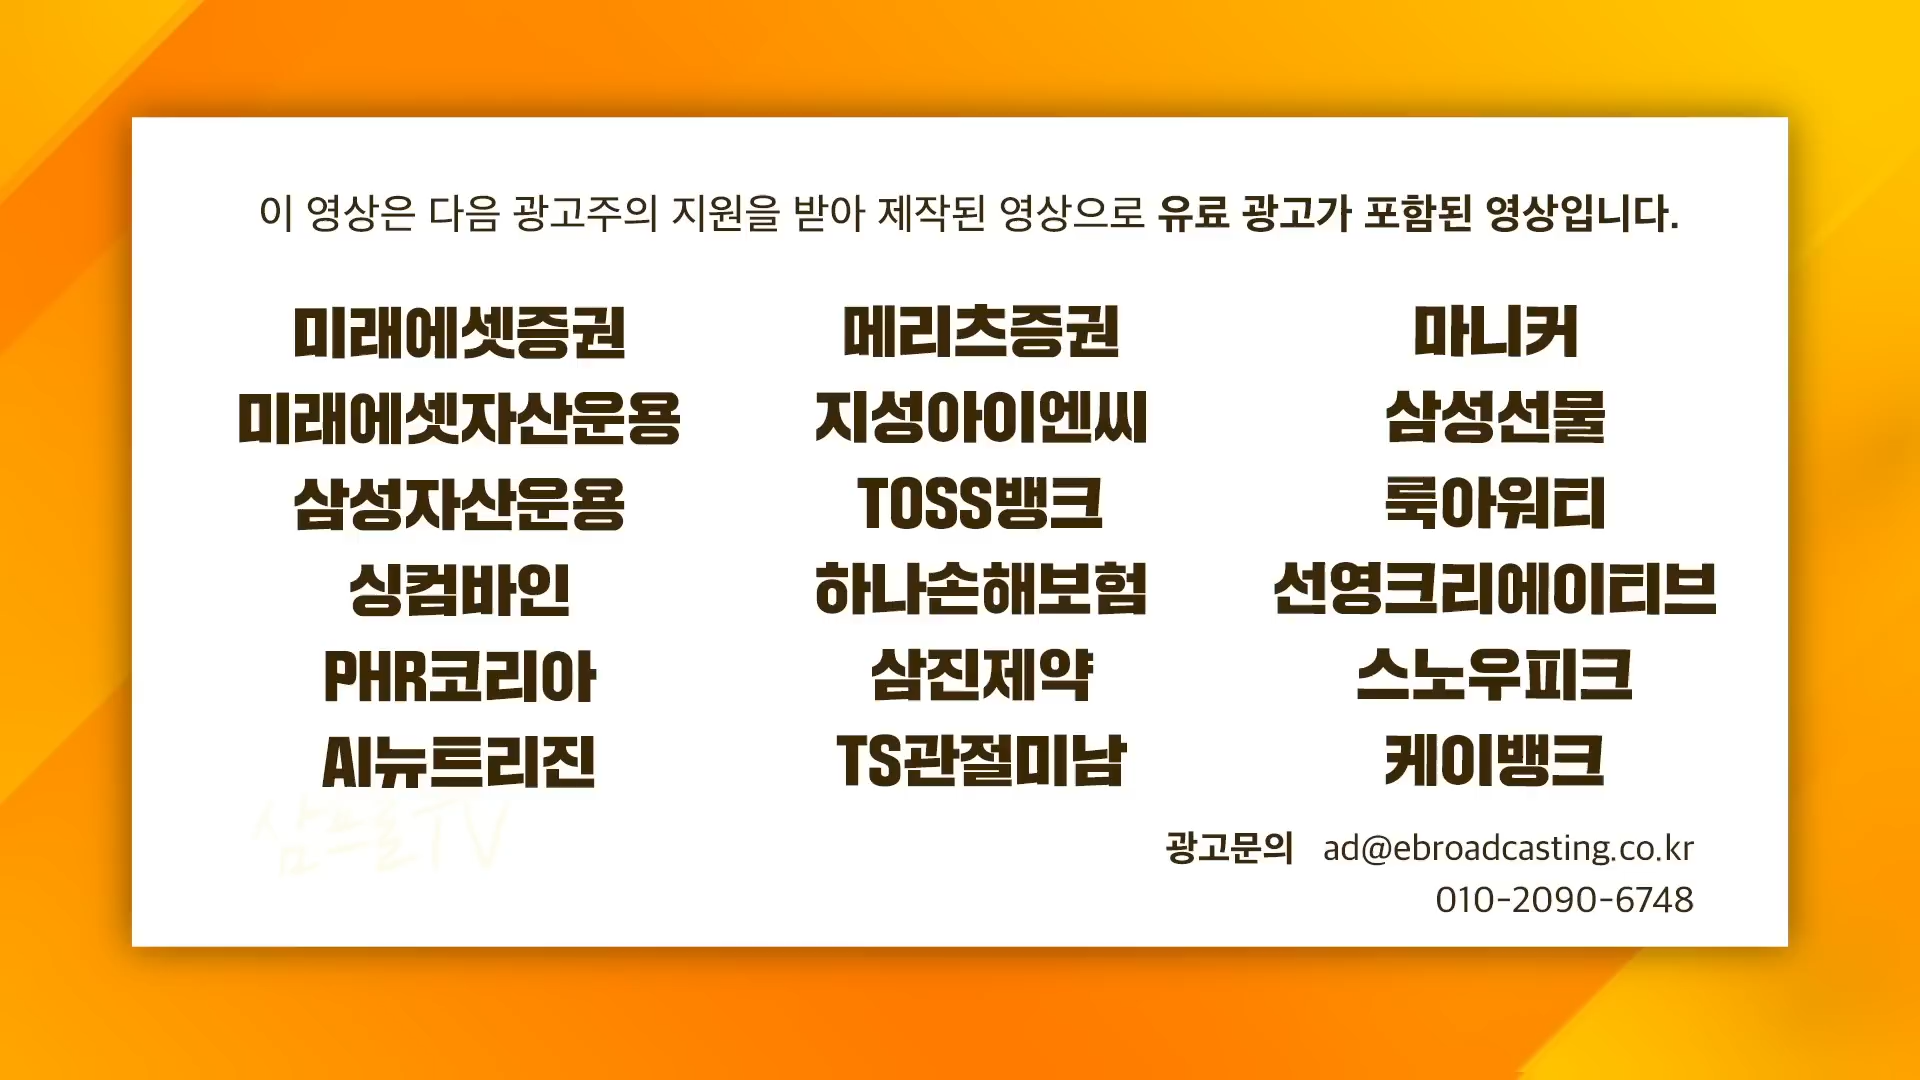 이 영상은 다음 광고주의 지원을 받아 제작된 영상으로 유료 광고가 포함된 영상입니다.
미래에셋증권
미래에셋자산운용
삼성자산운용
싱컴바인
PHR코리아
AI뉴트리진
메리츠증권
지성아이엔씨
TOSS뱅크
하나손해보험
삼진제약
TS관절미남
마니커
삼성선물
룩아워티
선영크리에이티브
스노우피크
케이뱅크
삼프로TV
광고문의 ad@ebroadcasting.co.kr
010-2090-6748